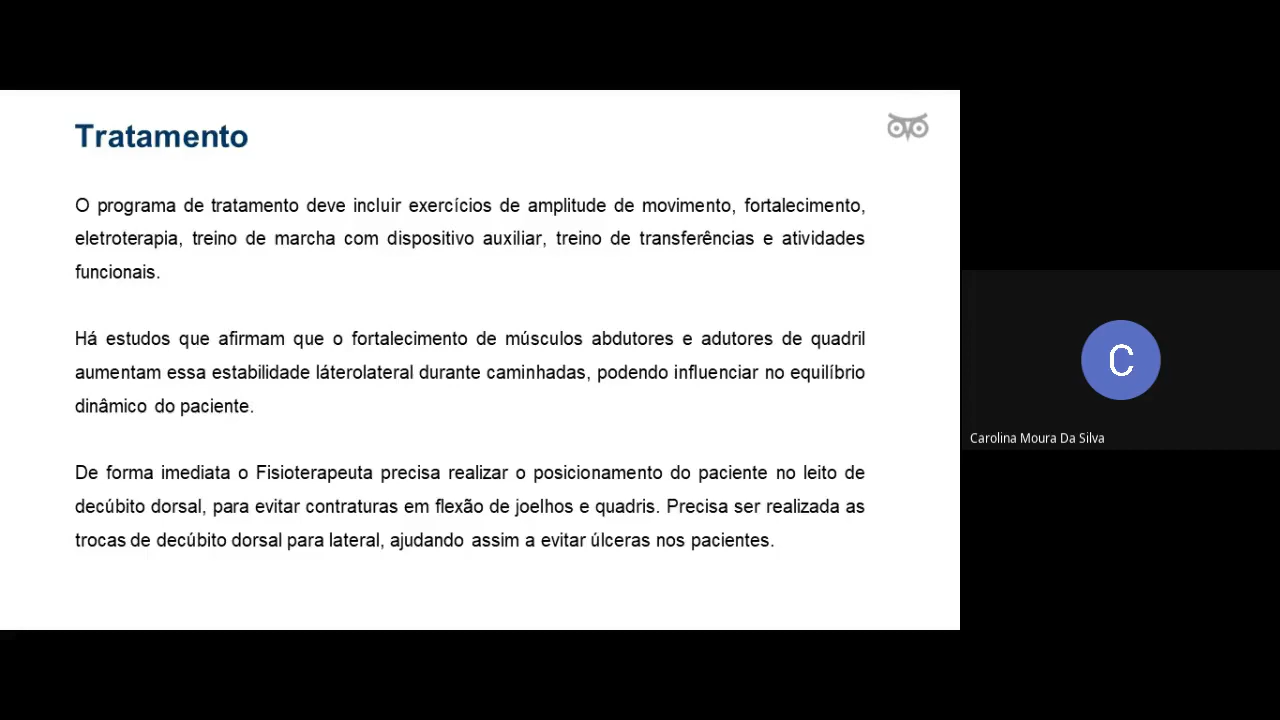 Tratamento
O programa de tratamento deve incluir exercícios de amplitude de movimento, fortalecimento,
eletroterapia, treino de marcha com dispositivo auxiliar, treino de transferências e atividades
funcionais.
Há estudos que afirmam que o fortalecimento de músculos abdutores e adutores de quadril
aumentam essa estabilidade láterolateral durante caminhadas, podendo influenciar no equilíbrio
dinâmico do paciente.
De forma imediata o Fisioterapeuta precisa realizar o posicionamento do paciente no leito de
decúbito dorsal, para evitar contraturas em flexão de joelhos e quadris. Precisa ser realizada as
trocas de decúbito dorsal para lateral, ajudando assim a evitar úlceras nos pacientes.
C
Carolina Moura Da Silva